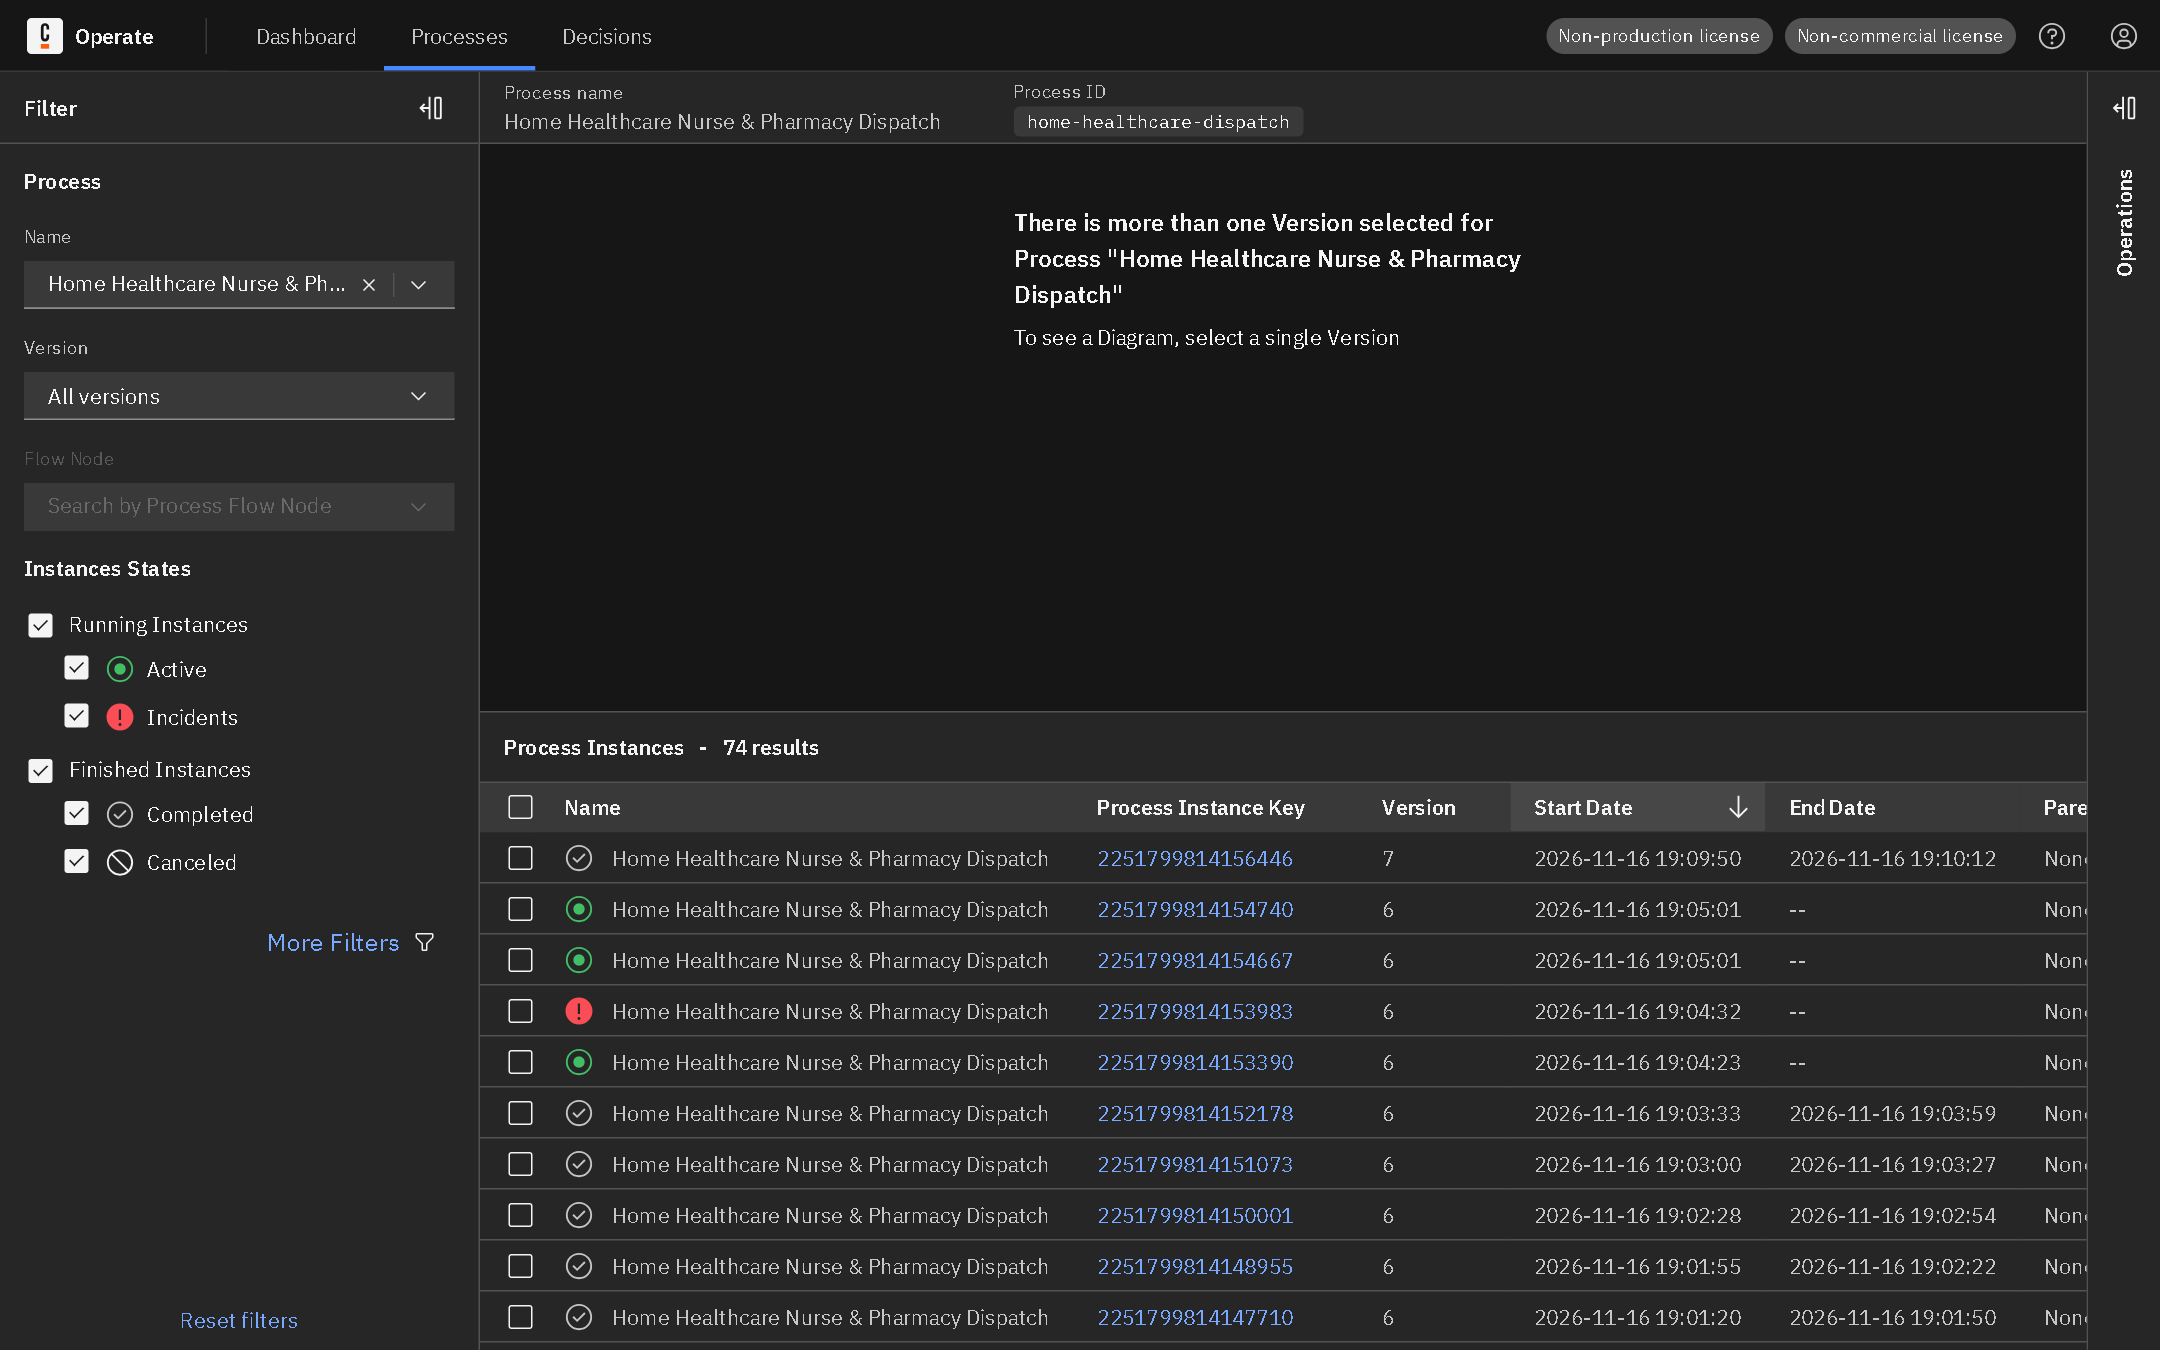 Operate
Dashboard
Processes
Decisions
Non-production license
Non-commercial license
Filter
Process
Name
Home Healthcare Nurse & Ph...
Version
All versions
Flow Node
Search by Process Flow Node
Instances States
Running Instances
Active
Incidents
Finished Instances
Completed
Canceled
More Filters
Reset filters
Process name
Home Healthcare Nurse & Pharmacy Dispatch
Process ID
home-healthcare-dispatch
There is more than one Version selected for
Process "Home Healthcare Nurse & Pharmacy
Dispatch"
To see a Diagram, select a single Version
Operations
Process Instances - 74 results
Name Process Instance Key Version Start Date End Date Pare
Home Healthcare Nurse & Pharmacy Dispatch 2251799814156446 7 2026-11-16 19:09:50 2026-11-16 19:10:12 None
Home Healthcare Nurse & Pharmacy Dispatch 2251799814154740 6 2026-11-16 19:05:01 -- None
Home Healthcare Nurse & Pharmacy Dispatch 2251799814154667 6 2026-11-16 19:05:01 -- None
Home Healthcare Nurse & Pharmacy Dispatch 2251799814153983 6 2026-11-16 19:04:32 -- None
Home Healthcare Nurse & Pharmacy Dispatch 2251799814153390 6 2026-11-16 19:04:23 -- None
Home Healthcare Nurse & Pharmacy Dispatch 2251799814152178 6 2026-11-16 19:03:33 2026-11-16 19:03:59 None
Home Healthcare Nurse & Pharmacy Dispatch 2251799814151073 6 2026-11-16 19:03:00 2026-11-16 19:03:27 None
Home Healthcare Nurse & Pharmacy Dispatch 2251799814150001 6 2026-11-16 19:02:28 2026-11-16 19:02:54 None
Home Healthcare Nurse & Pharmacy Dispatch 2251799814148955 6 2026-11-16 19:01:55 2026-11-16 19:02:22 None
Home Healthcare Nurse & Pharmacy Dispatch 2251799814147710 6 2026-11-16 19:01:20 2026-11-16 19:01:50 None